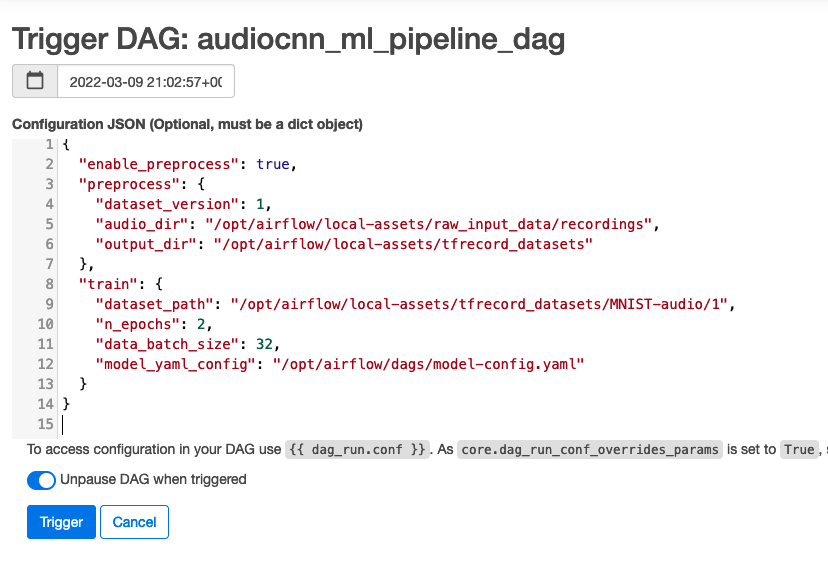 Trigger DAG: audiocnn_ml_pipeline_dag
2022-03-09 21:02:57+00
Configuration JSON (Optional, must be a dict object)
1 {
2   "enable_preprocess": true,
3   "preprocess": {
4     "dataset_version": 1,
5     "audio_dir": "/opt/airflow/local-assets/raw_input_data/recordings",
6     "output_dir": "/opt/airflow/local-assets/tfrecord_datasets"
7   },
8   "train": {
9     "dataset_path": "/opt/airflow/local-assets/tfrecord_datasets/MNIST-audio/1",
10     "n_epochs": 2,
11     "data_batch_size": 32,
12     "model_yaml_config": "/opt/airflow/dags/model-config.yaml"
13   }
14 }
15
To access configuration in your DAG use {{ dag_run.conf }}. As core.dag_run_conf_overrides_params is set to True,
Unpause DAG when triggered
Trigger Cancel